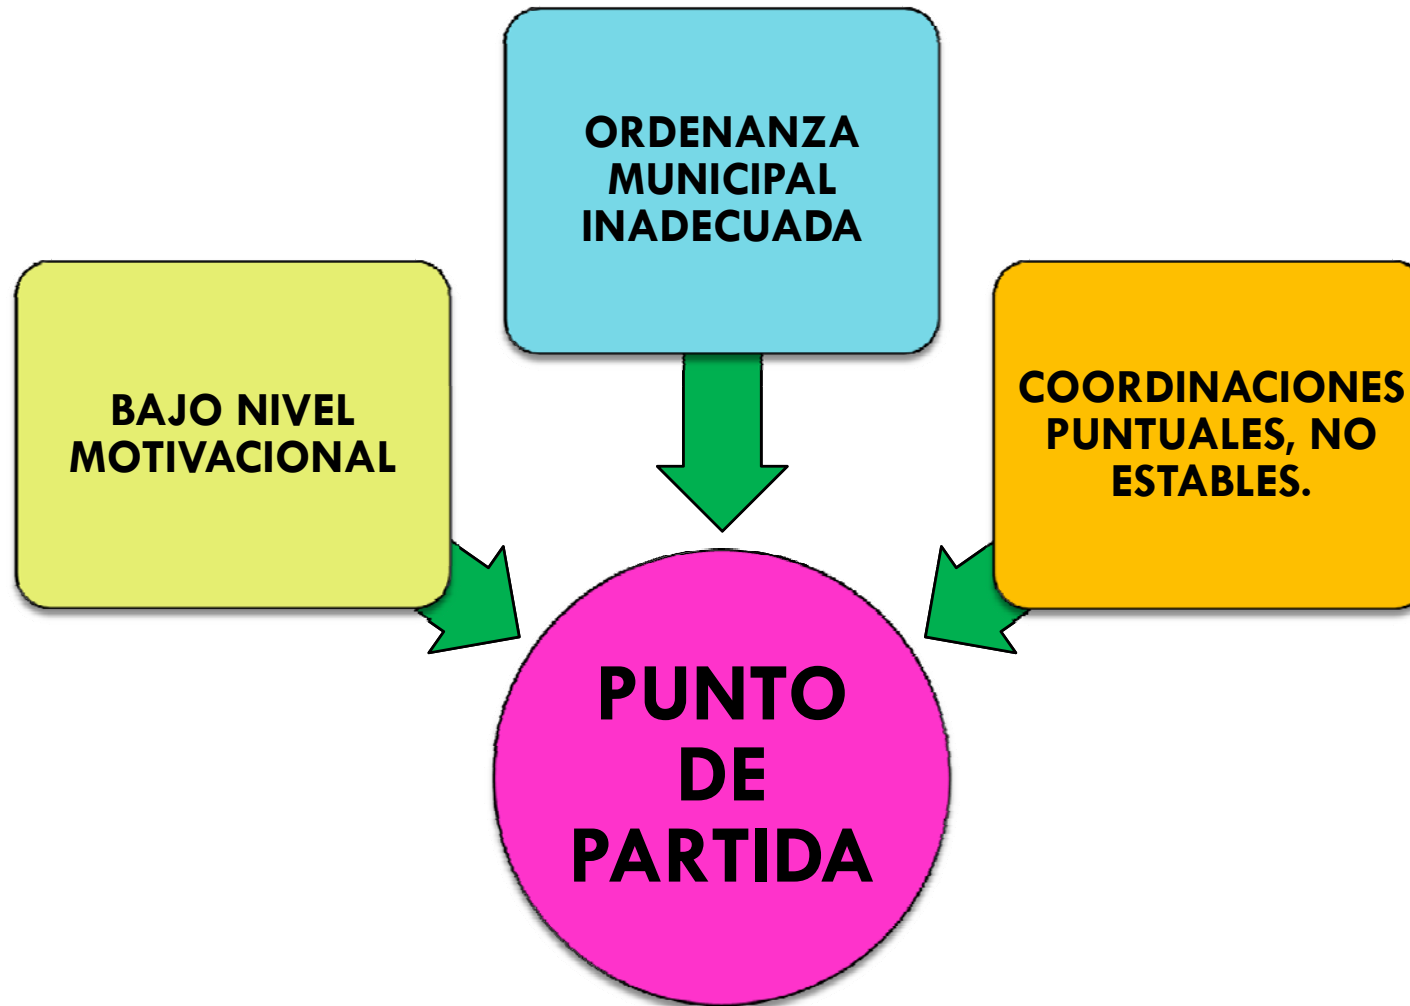 ORDENANZA
MUNICIPAL
INADECUADA
BAJO NIVEL
MOTIVACIONAL
COORDINACIONES
PUNTUALES, NO
ESTABLES.
PUNTO
DE
PARTIDA